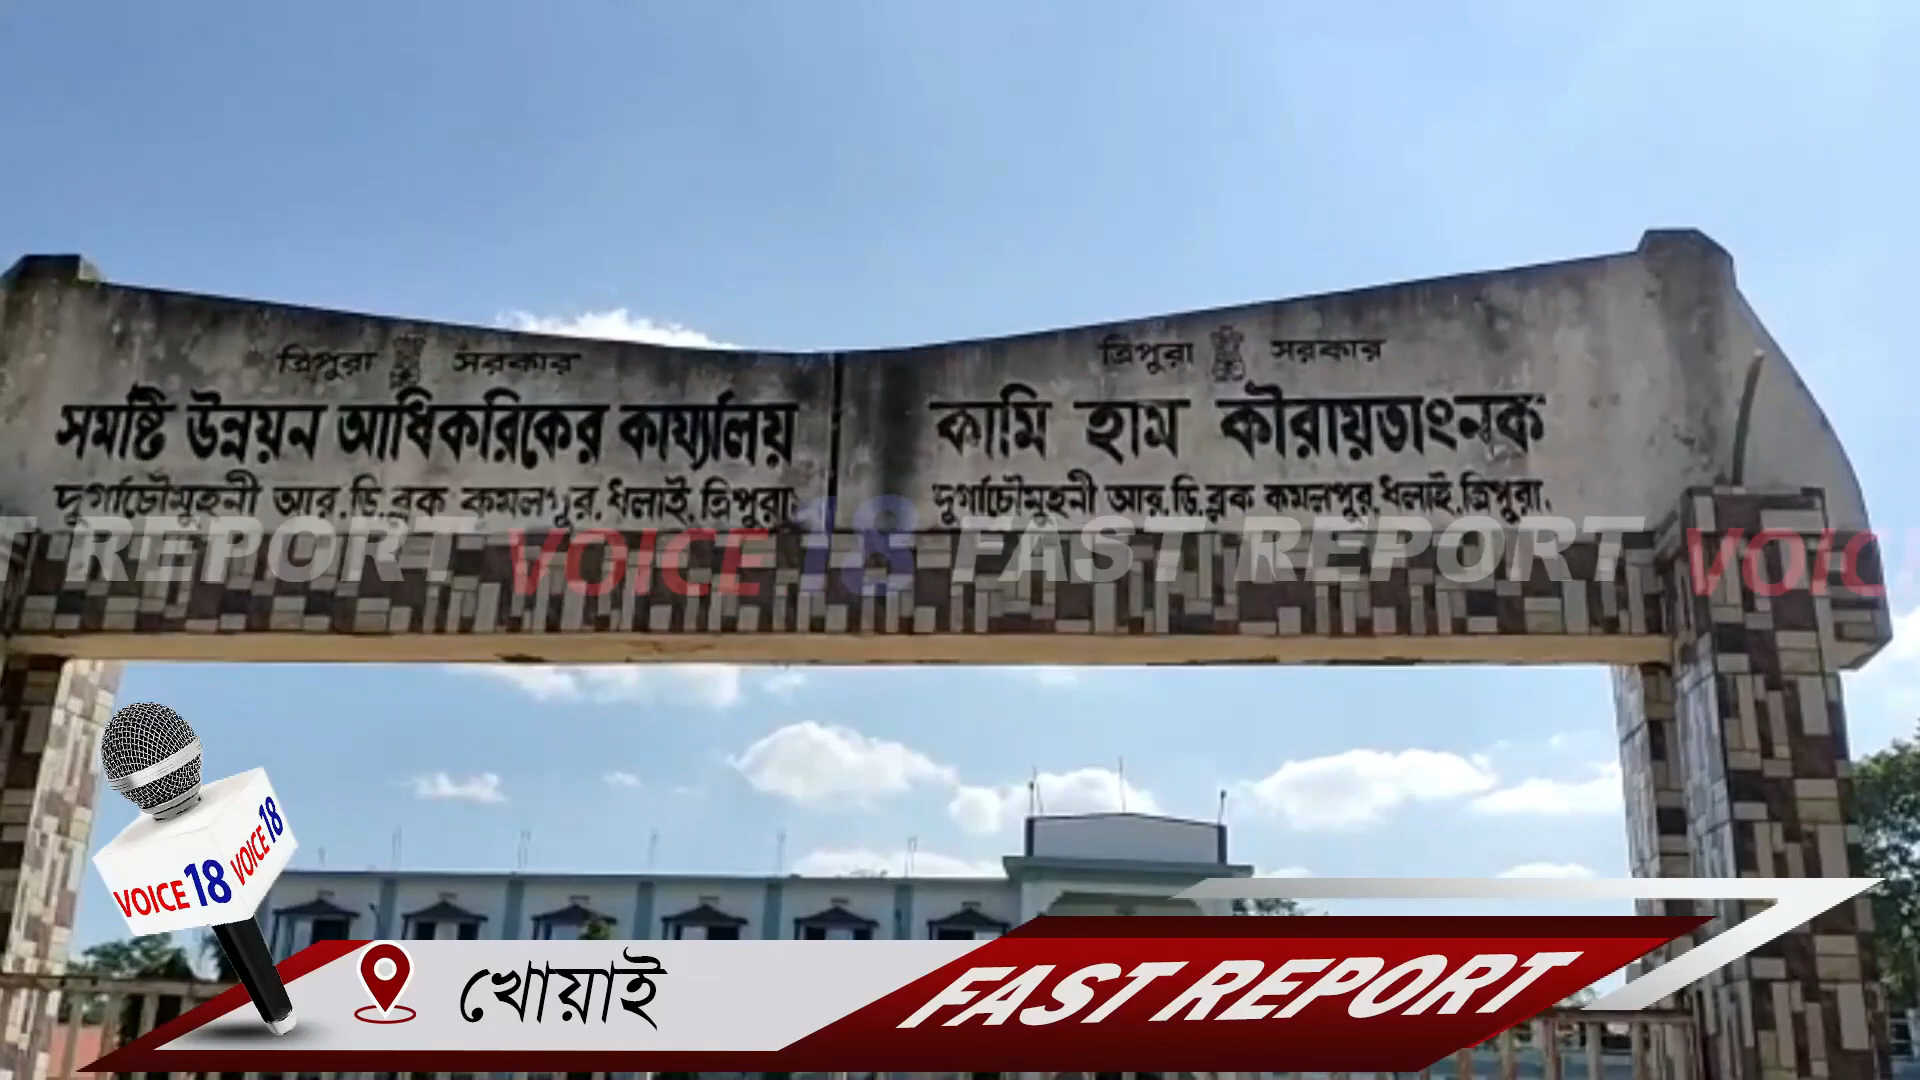 ত্রিপুরা সরকার
সমষ্টি উন্নয়ন আধিকরিকের কার্য্যালয়
দুর্গাচৌমুহনী আর.ডি.ব্লক কমলপুর,ধলাই,ত্রিপুরা
ত্রিপুরা সরকার
কামি হাম কীরায়তাংনক
দুর্গাচৌমুহনী আর.ডি.ব্লক কমলপুর,ধলাই,ত্রিপুরা.
REPORT VOICE 18 FAST REPORT
VOICE 18
VOICE 18
খোয়াই
FAST REPORT